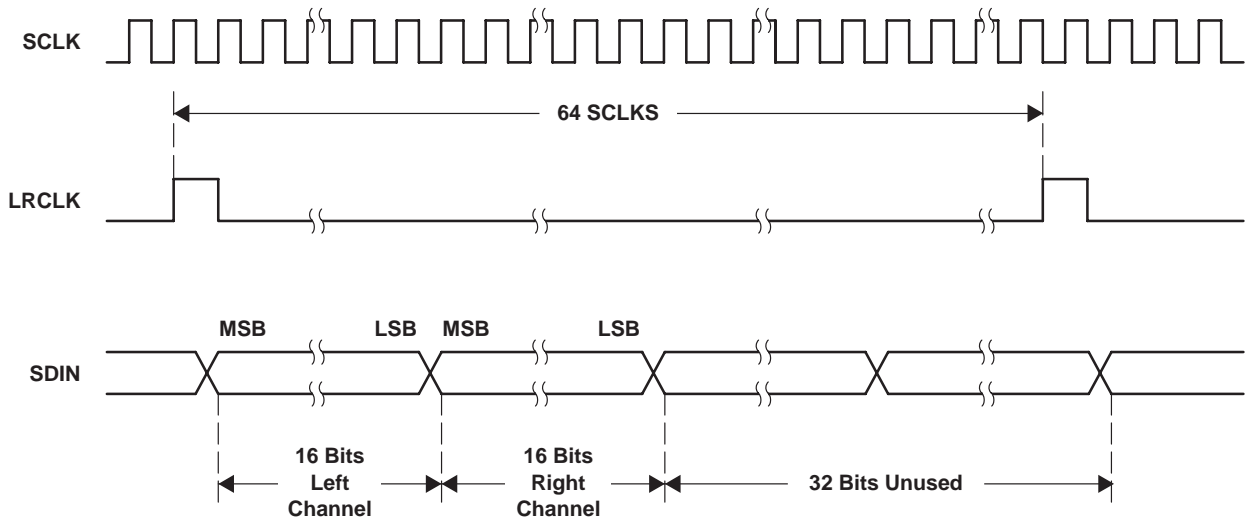 SCLK
64 SCLKS
LRCLK
MSB LSB MSB LSB
SDIN
16 Bits
Left
Channel
16 Bits
Right
Channel
32 Bits Unused